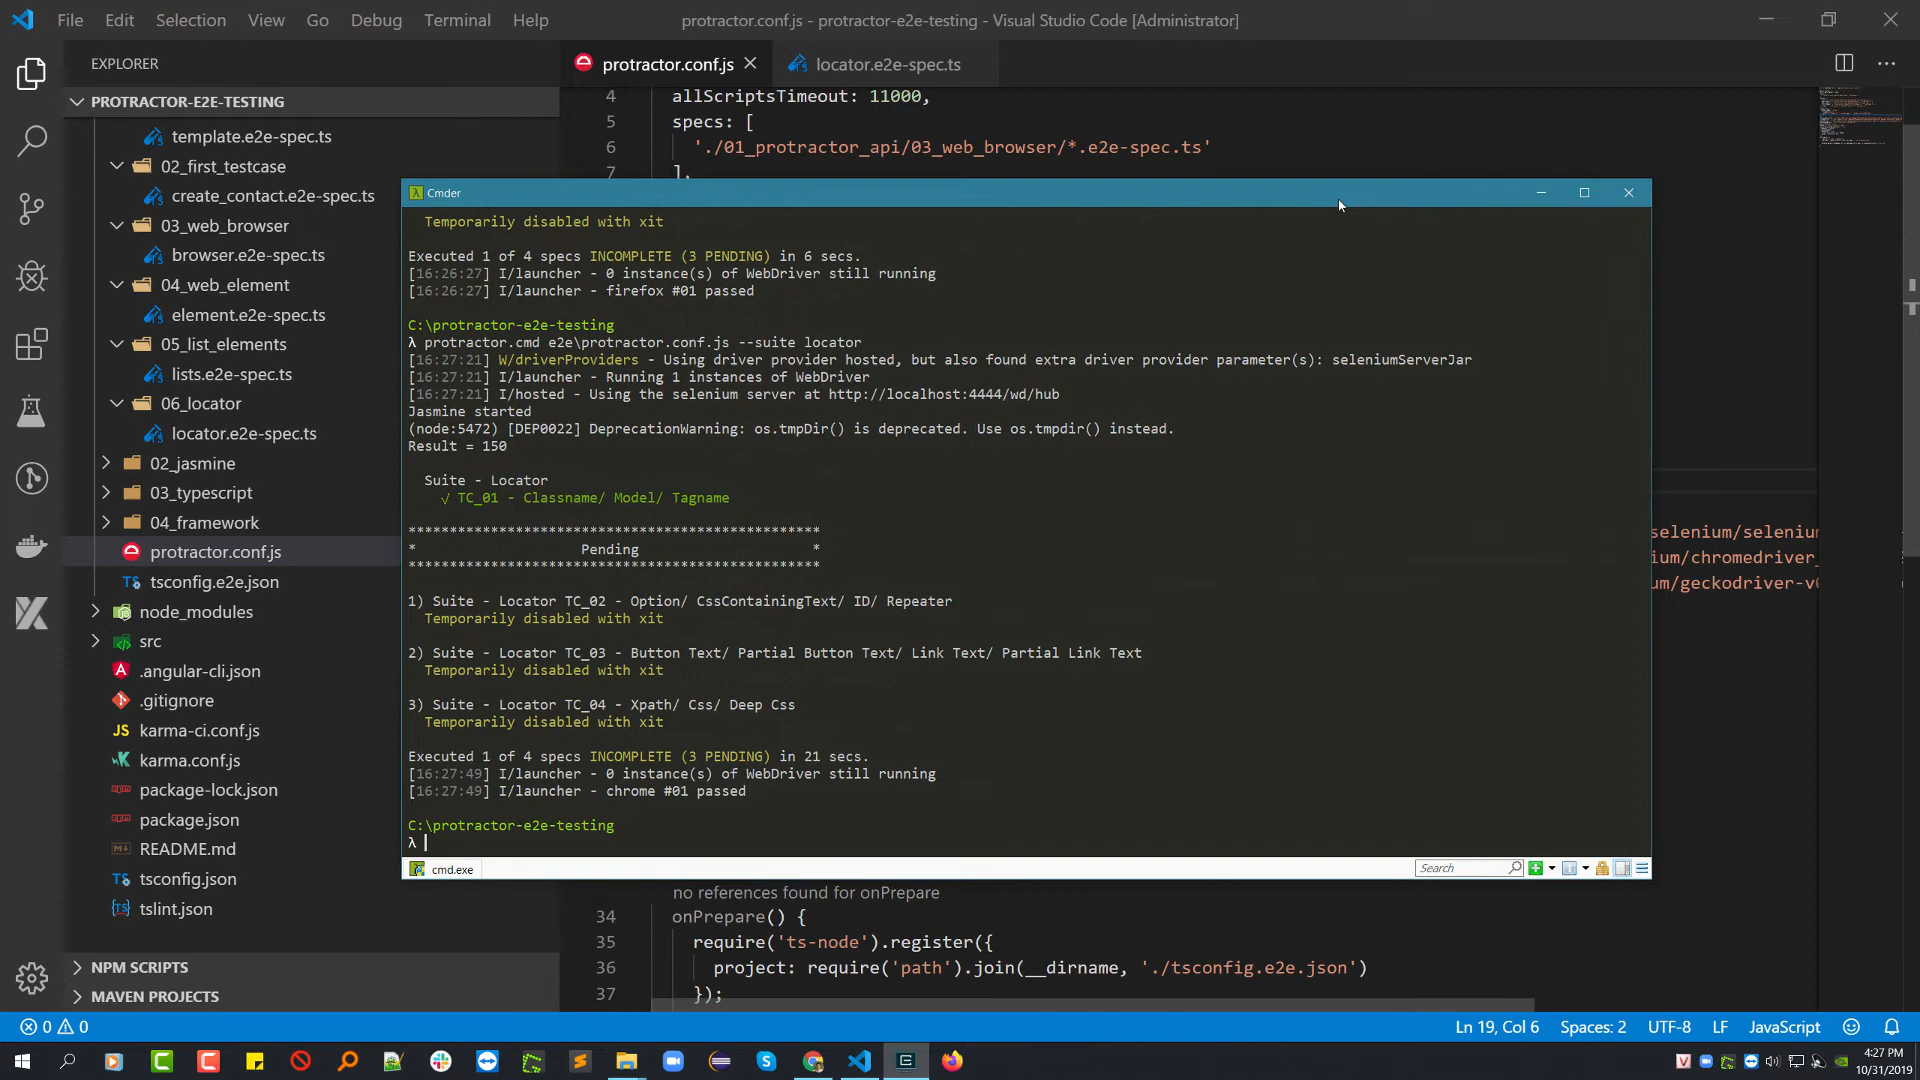 File Edit Selection View Go Debug Terminal Help
protractor.conf.js - protractor-e2e-testing - Visual Studio Code [Administrator]
EXPLORER
PROTRACTOR-E2E-TESTING
template.e2e-spec.ts
02_first_testcase
create_contact.e2e-spec.ts
03_web_browser
browser.e2e-spec.ts
04_web_element
element.e2e-spec.ts
05_list_elements
lists.e2e-spec.ts
06_locator
locator.e2e-spec.ts
02_jasmine
03_typescript
04_framework
protractor.conf.js
tsconfig.e2e.json
node_modules
src
.angular-cli.json
.gitignore
karma-ci.conf.js
karma.conf.js
package-lock.json
package.json
README.md
tsconfig.json
tslint.json
NPM SCRIPTS
MAVEN PROJECTS
protractor.conf.js
locator.e2e-spec.ts
4 allScriptsTimeout: 11000,
5 specs: [
6 './01_protractor_api/03_web_browser/*.e2e-spec.ts'
7 ],
Cmder
Temporarily disabled with xit
Executed 1 of 4 specs INCOMPLETE (3 PENDING) in 6 secs.
[16:26:27] I/launcher - 0 instance(s) of WebDriver still running
[16:26:27] I/launcher - firefox #01 passed
C:\protractor-e2e-testing
λ protractor.cmd e2e\protractor.conf.js --suite locator
[16:27:21] W/driverProviders - Using driver provider hosted, but also found extra driver provider parameter(s): seleniumServerJar
[16:27:21] I/launcher - Running 1 instances of WebDriver
[16:27:21] I/hosted - Using the selenium server at http://localhost:4444/wd/hub
Jasmine started
(node:5472) [DEP0022] DeprecationWarning: os.tmpDir() is deprecated. Use os.tmpdir() instead.
Result = 150
Suite - Locator
√ TC_01 - Classname/ Model/ Tagname
**************************************************
* Pending *
**************************************************
1) Suite - Locator TC_02 - Option/ CssContainingText/ ID/ Repeater
Temporarily disabled with xit
2) Suite - Locator TC_03 - Button Text/ Partial Button Text/ Link Text/ Partial Link Text
Temporarily disabled with xit
3) Suite - Locator TC_04 - Xpath/ Css/ Deep Css
Temporarily disabled with xit
Executed 1 of 4 specs INCOMPLETE (3 PENDING) in 21 secs.
[16:27:49] I/launcher - 0 instance(s) of WebDriver still running
[16:27:49] I/launcher - chrome #01 passed
C:\protractor-e2e-testing
λ
cmd.exe
Search
selenium/selenium
ium/chromedriver_
um/geckodriver-v
no references found for onPrepare
34 onPrepare() {
35 require('ts-node').register({
36 project: require('path').join(__dirname, './tsconfig.e2e.json')
37 });
0 0
Ln 19, Col 6 Spaces: 2 UTF-8 LF JavaScript
4:27 PM
10/31/2019